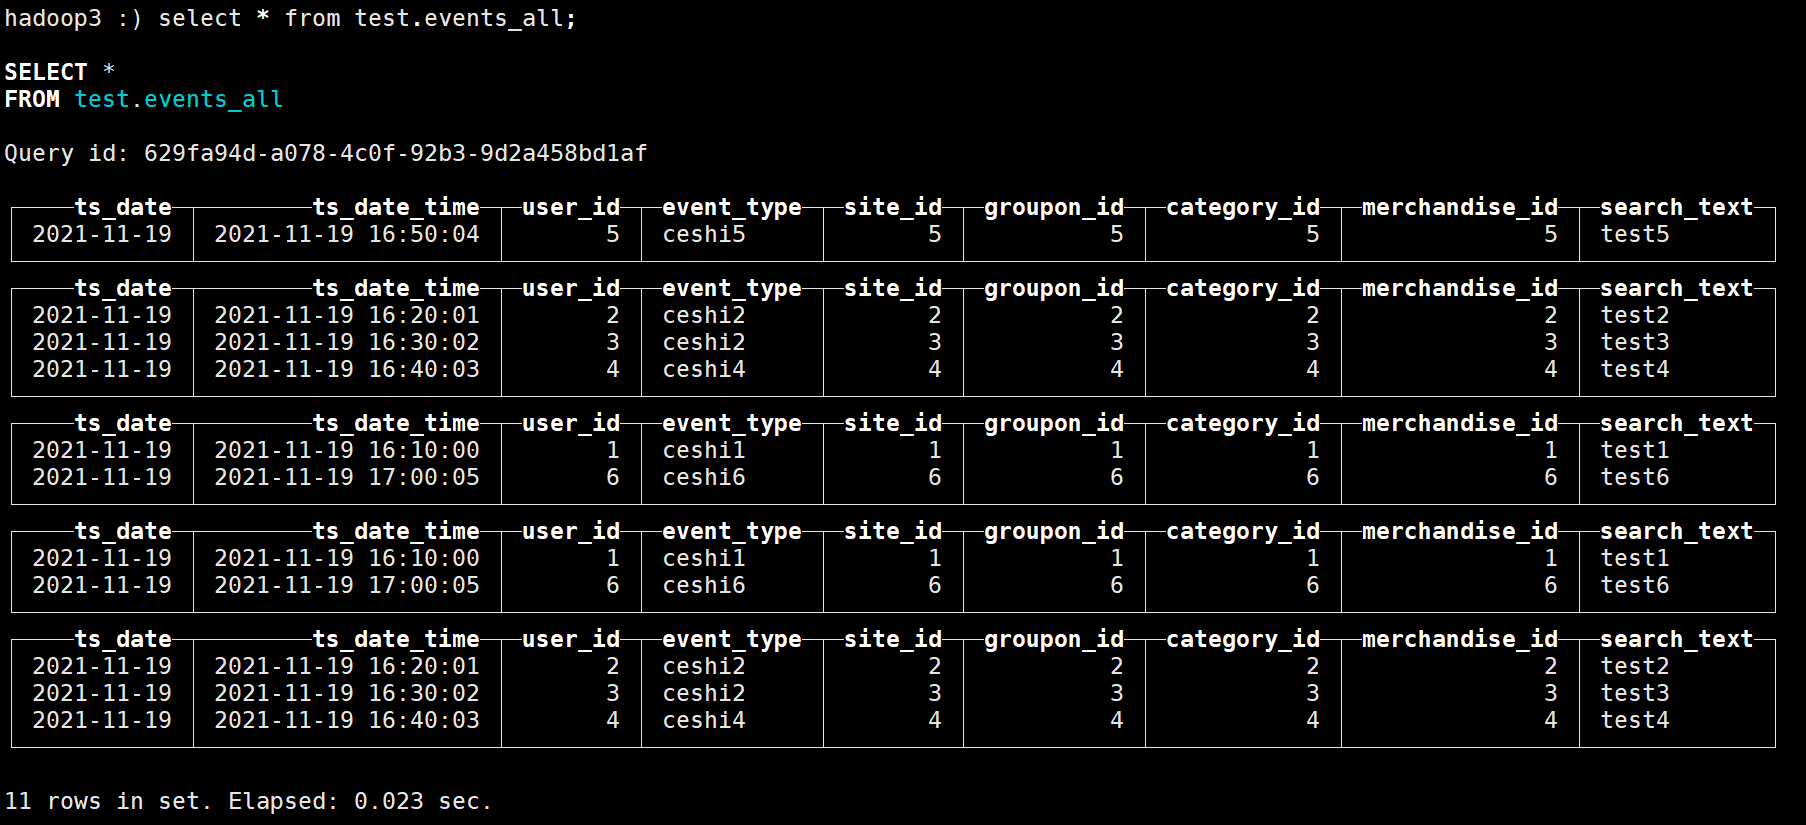 hadoop3 :) select * from test.events_all;
SELECT *
FROM test.events_all
Query id: 629fa94d-a078-4c0f-92b3-9d2a458bd1af
ts_date ts_date_time user_id event_type site_id groupon_id category_id merchandise_id search_text
2021-11-19 2021-11-19 16:50:04 5 ceshi5 5 5 5 5 test5
ts_date ts_date_time user_id event_type site_id groupon_id category_id merchandise_id search_text
2021-11-19 2021-11-19 16:20:01 2 ceshi2 2 2 2 2 test2
2021-11-19 2021-11-19 16:30:02 3 ceshi2 3 3 3 3 test3
2021-11-19 2021-11-19 16:40:03 4 ceshi4 4 4 4 4 test4
ts_date ts_date_time user_id event_type site_id groupon_id category_id merchandise_id search_text
2021-11-19 2021-11-19 16:10:00 1 ceshi1 1 1 1 1 test1
2021-11-19 2021-11-19 17:00:05 6 ceshi6 6 6 6 6 test6
ts_date ts_date_time user_id event_type site_id groupon_id category_id merchandise_id search_text
2021-11-19 2021-11-19 16:10:00 1 ceshi1 1 1 1 1 test1
2021-11-19 2021-11-19 17:00:05 6 ceshi6 6 6 6 6 test6
ts_date ts_date_time user_id event_type site_id groupon_id category_id merchandise_id search_text
2021-11-19 2021-11-19 16:20:01 2 ceshi2 2 2 2 2 test2
2021-11-19 2021-11-19 16:30:02 3 ceshi2 3 3 3 3 test3
2021-11-19 2021-11-19 16:40:03 4 ceshi4 4 4 4 4 test4
11 rows in set. Elapsed: 0.023 sec.